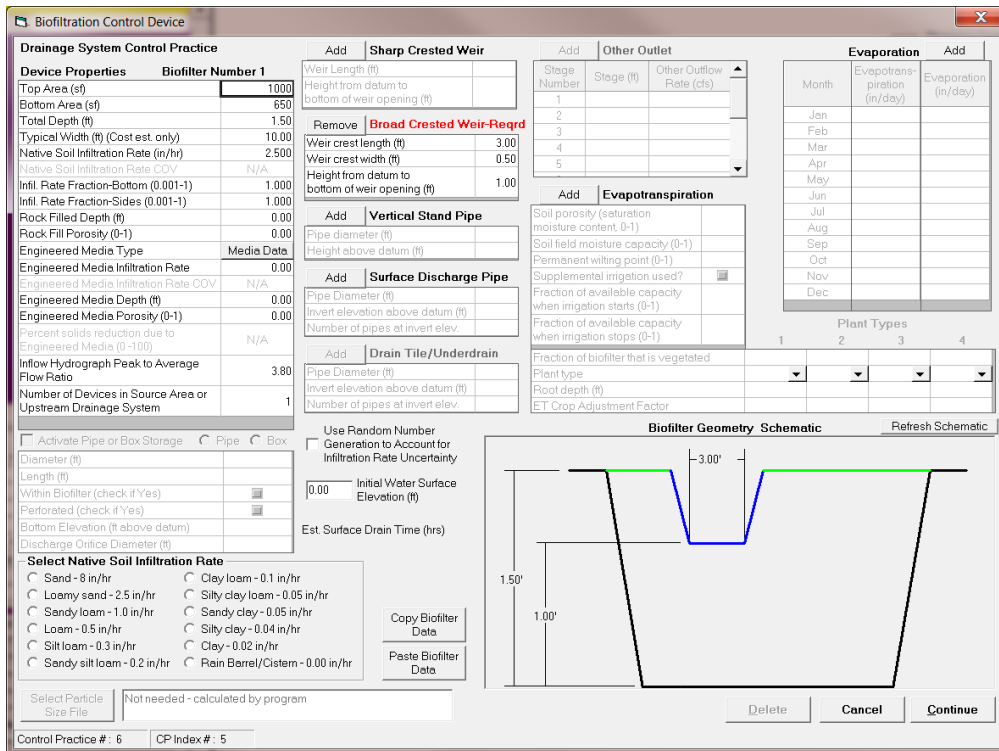 Biofiltration Control Device
Drainage System Control Practice
Device Properties Biofilter Number 1
Top Area (sf) 1000
Bottom Area (sf) 650
Total Depth (ft) 1.50
Typical Width (ft) (Cost est. only) 10.00
Native Soil Infiltration Rate (in/hr) 2.500
Native Soil Infiltration Rate COV N/A
Infil. Rate Fraction-Bottom (0.001-1) 1.000
Infil. Rate Fraction-Sides (0.001-1) 1.000
Rock Filled Depth (ft) 0.00
Rock Fill Porosity (0-1) 0.00
Engineered Media Type Media Data
Engineered Media Infiltration Rate 0.00
Engineered Media Infiltration Rate COV N/A
Engineered Media Depth (ft) 0.00
Engineered Media Porosity (0-1) 0.00
Percent solids reduction due to
Engineered Media (0 -100) N/A
Inflow Hydrograph Peak to Average
Flow Ratio 3.80
Number of Devices in Source Area or
Upstream Drainage System 1
Activate Pipe or Box Storage Pipe Box
Diameter (ft)
Length (ft)
Within Biofilter (check if Yes)
Perforated (check if Yes)
Bottom Elevation (ft above datum)
Discharge Orifice Diameter (ft)
Select Native Soil Infiltration Rate
Sand - 8 in/hr
Loamy sand - 2.5 in/hr
Sandy loam - 1.0 in/hr
Loam - 0.5 in/hr
Silt loam - 0.3 in/hr
Sandy silt loam - 0.2 in/hr
Clay loam - 0.1 in/hr
Silty clay loam - 0.05 in/hr
Sandy clay - 0.05 in/hr
Silty clay - 0.04 in/hr
Clay - 0.02 in/hr
Rain Barrel/Cistern - 0.00 in/hr
Select Particle
Size File
Not needed - calculated by program
Control Practice # : 6 CP Index # : 5
Add Sharp Crested Weir
Weir Length (ft)
Height from datum to
bottom of weir opening (ft)
Remove Broad Crested Weir-Reqrd
Weir crest length (ft) 3.00
Weir crest width (ft) 0.50
Height from datum to
bottom of weir opening (ft) 1.00
Add Vertical Stand Pipe
Pipe diameter (ft)
Height above datum (ft)
Add Surface Discharge Pipe
Pipe Diameter (ft)
Invert elevation above datum (ft)
Number of pipes at invert elev.
Add Drain Tile/Underdrain
Pipe Diameter (ft)
Invert elevation above datum (ft)
Number of pipes at invert elev.
Use Random Number
Generation to Account for
Infiltration Rate Uncertainty
0.00 Initial Water Surface
Elevation (ft)
Est. Surface Drain Time (hrs)
Copy Biofilter
Data
Paste Biofilter
Data
Add Other Outlet
Stage
Number Stage (ft) Other Outflow
Rate (cfs)
1
2
3
4
5
Add Evapotranspiration
Soil porosity (saturation
moisture content, 0-1)
Soil field moisture capacity (0-1)
Permanent wilting point (0-1)
Supplemental irrigation used?
Fraction of available capacity
when irrigation starts (0-1)
Fraction of available capacity
when irrigation stops (0-1)
Fraction of biofilter that is vegetated
Plant type
Root depth (ft)
ET Crop Adjustment Factor
Evaporation Add
Month Evapotrans-
piration
(in/day) Evaporation
(in/day)
Jan
Feb
Mar
Apr
May
Jun
Jul
Aug
Sep
Oct
Nov
Dec
Plant Types
1 2 3 4
Biofilter Geometry Schematic Refresh Schematic
3.00'
1.50'
1.00'
Delete Cancel Continue